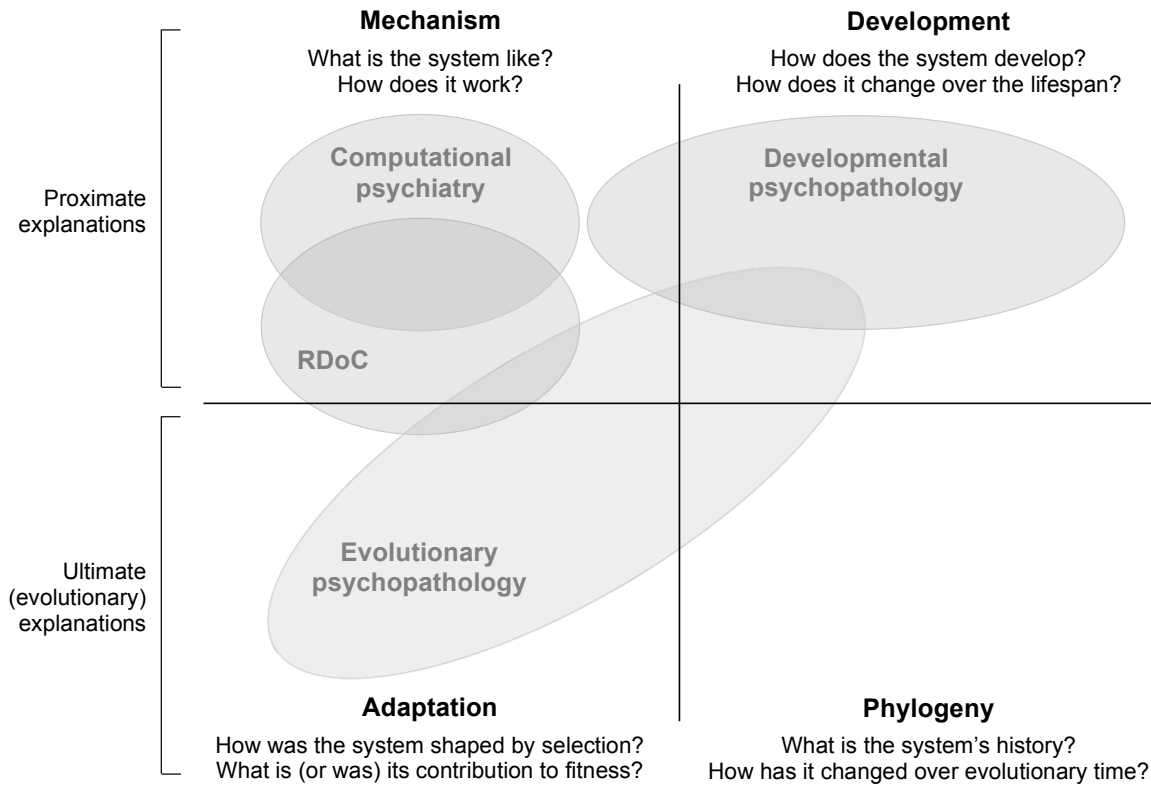 Mechanism
What is the system like?
How does it work?
Development
How does the system develop?
How does it change over the lifespan?
Proximate
explanations
Computational
psychiatry
Developmental
psychopathology
RDoC
Ultimate
(evolutionary)
explanations
Evolutionary
psychopathology
Adaptation
How was the system shaped by selection?
What is (or was) its contribution to fitness?
Phylogeny
What is the system’s history?
How has it changed over evolutionary time?